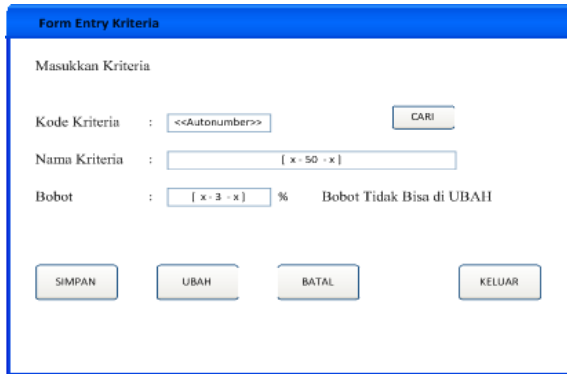 Form Entry Kriteria
Masukkan Kriteria
Kode Kriteria : <<Autonumber>> CARI
Nama Kriteria : [ x - 50 - x ]
Bobot : [ x - 3 - x ] % Bobot Tidak Bisa di UBAH
SIMPAN UBAH BATAL KELUAR